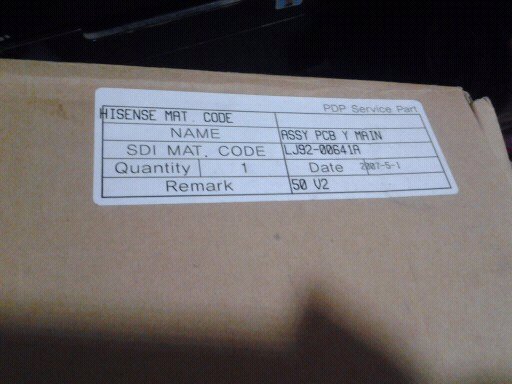 PDP Service Part
HISENSE MAT. CODE
NAME ASSY PCB Y MAIN
SDI MAT. CODE LJ92-00641A
Quantity 1 Date 2007-5-1
Remark 50 V2